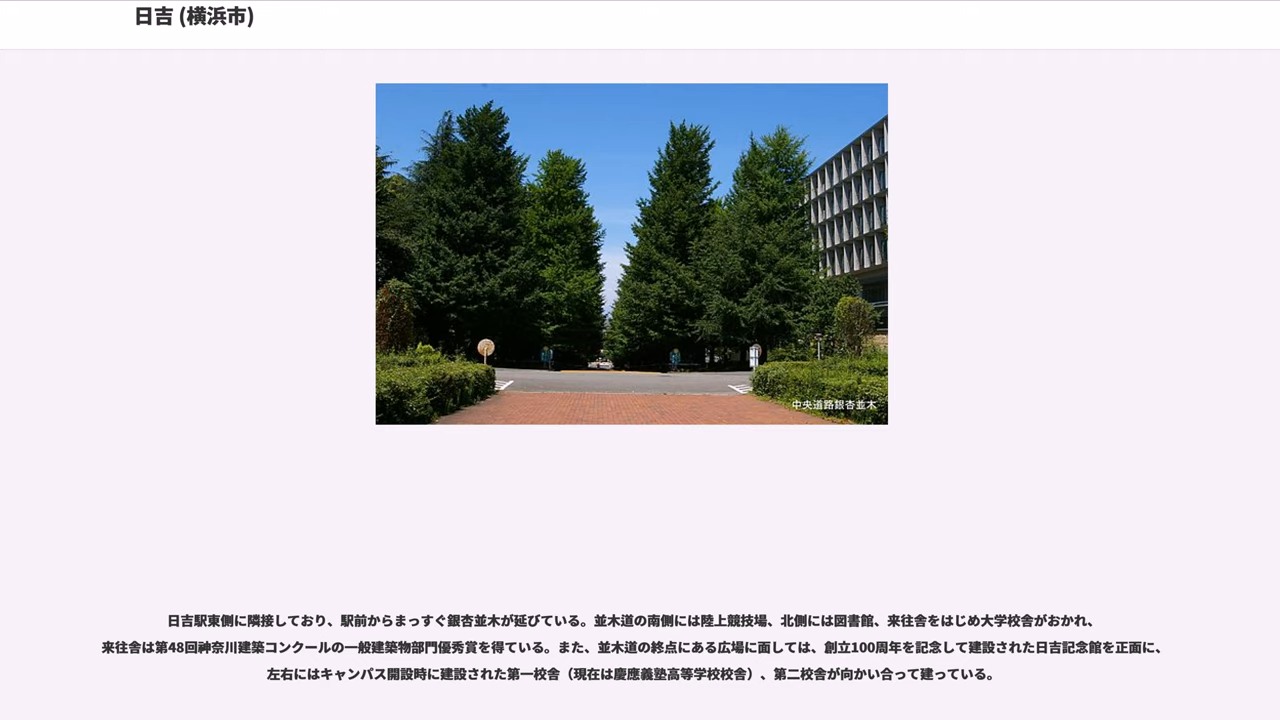 日吉 (横浜市)
中央道路銀杏並木
日吉駅東側に隣接しており、駅前からまっすぐ銀杏並木が延びている。並木道の南側には陸上競技場、北側には図書館、来往舎をはじめ大学校舎がおかれ、
来往舎は第48回神奈川建築コンクールの一般建築物部門優秀賞を得ている。また、並木道の終点にある広場に面しては、創立100周年を記念して建設された日吉記念館を正面に、
左右にはキャンパス開設時に建設された第一校舎（現在は慶應義塾高等学校校舎）、第二校舎が向かい合って建っている。